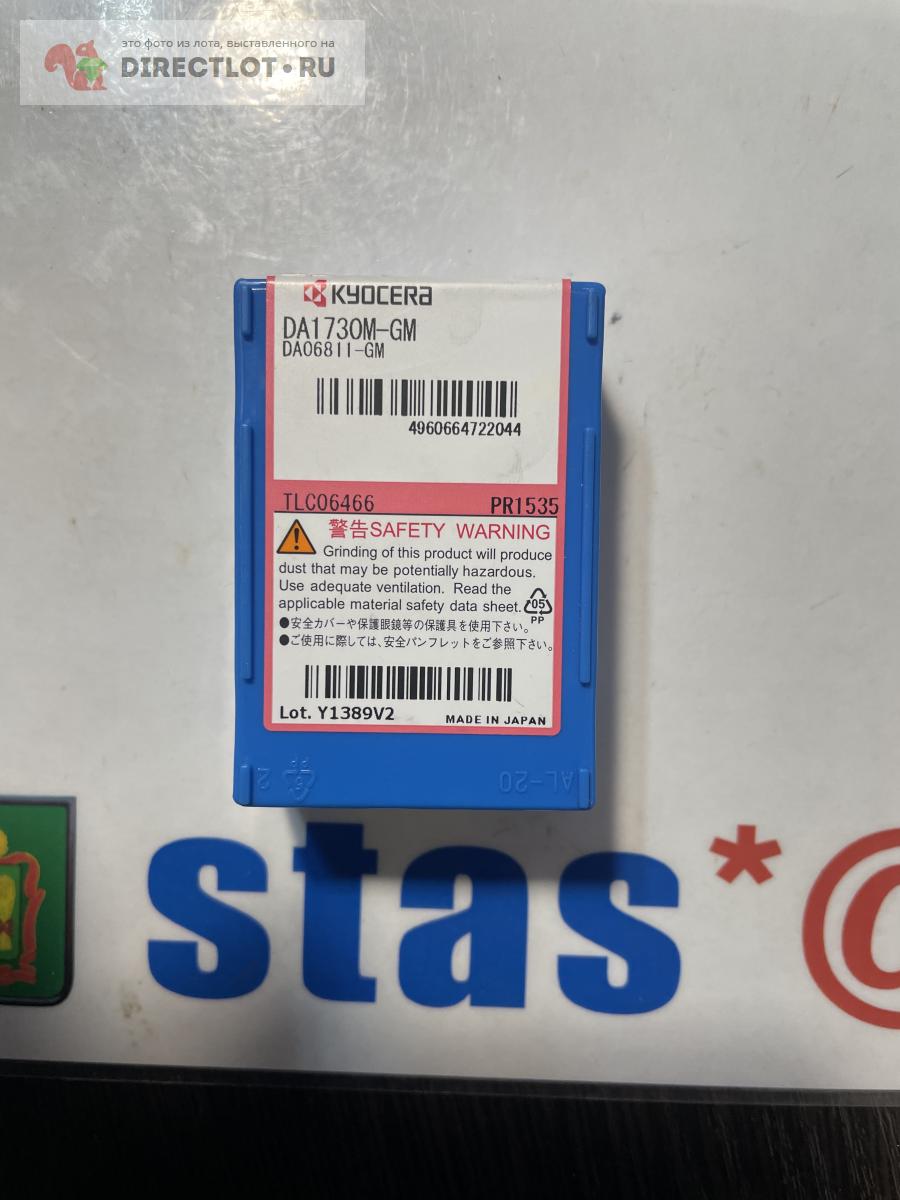 это фото из лота, выставленного на
DIRECTLOT.RU
KYOCERA
DA1730M-GM
DA06811-GM
4960664722044
TLC06466 PR1535
警告SAFETY WARNING
Grinding of this product will produce
dust that may be potentially hazardous.
Use adequate ventilation. Read the
applicable material safety data sheet.
05
PP
●安全カバーや保護眼鏡等の保護具を使用下さい。
●ご使用に際しては、安全パンフレットをご参照下さい。
Lot. Y1389V2
MADE IN JAPAN
AL-20
PP
2
stas*@